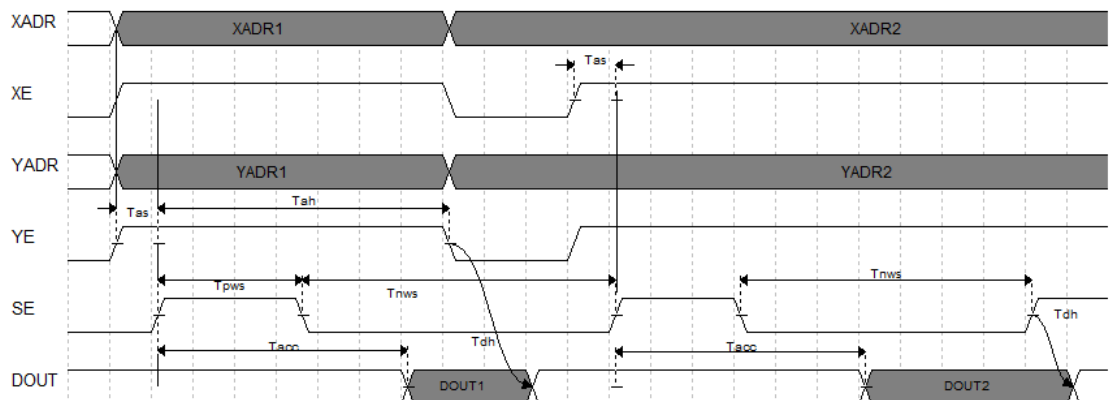 XADR XADR1 XADR2
Tas
XE
YADR YADR1 YADR2
Tah
Tas
YE
Tpws Tnws Tnws
SE
Tdh Tdh
Tacc Tacc
DOUT DOUT1 DOUT2